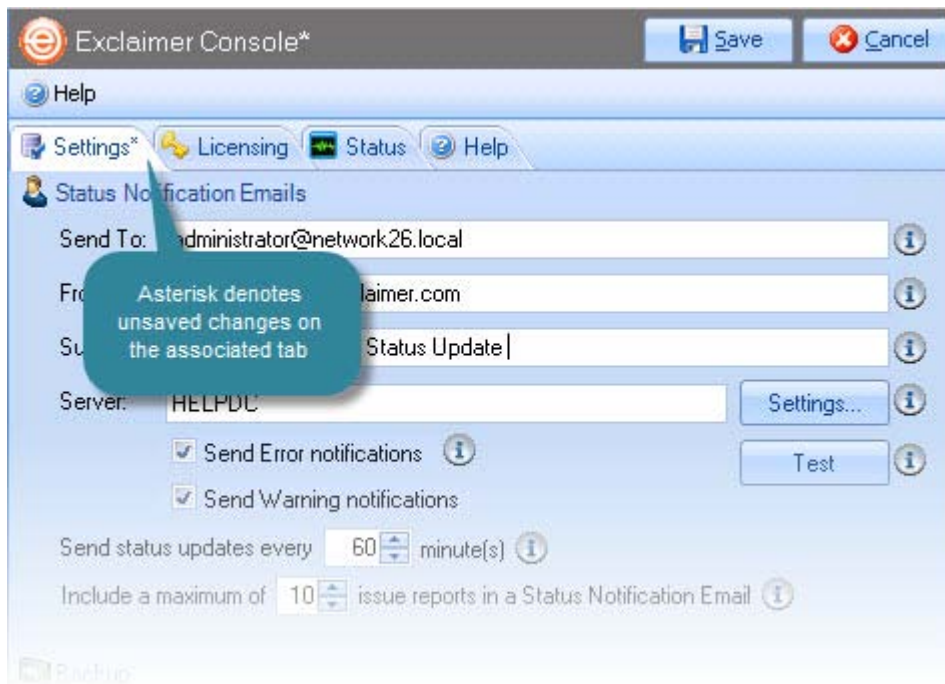 Exclaimer Console*
Save
Cancel
Help
Settings*
Licensing
Status
Help
Status Notification Emails
Send To: administrator@network26.local
Asterisk denotes
unsaved changes on
the associated tab
Status Update
Server: HELPDC
Settings...
Send Error notifications
Test
Send Warning notifications
Send status updates every 60 minute(s)
Include a maximum of 10 issue reports in a Status Notification Email
Backup